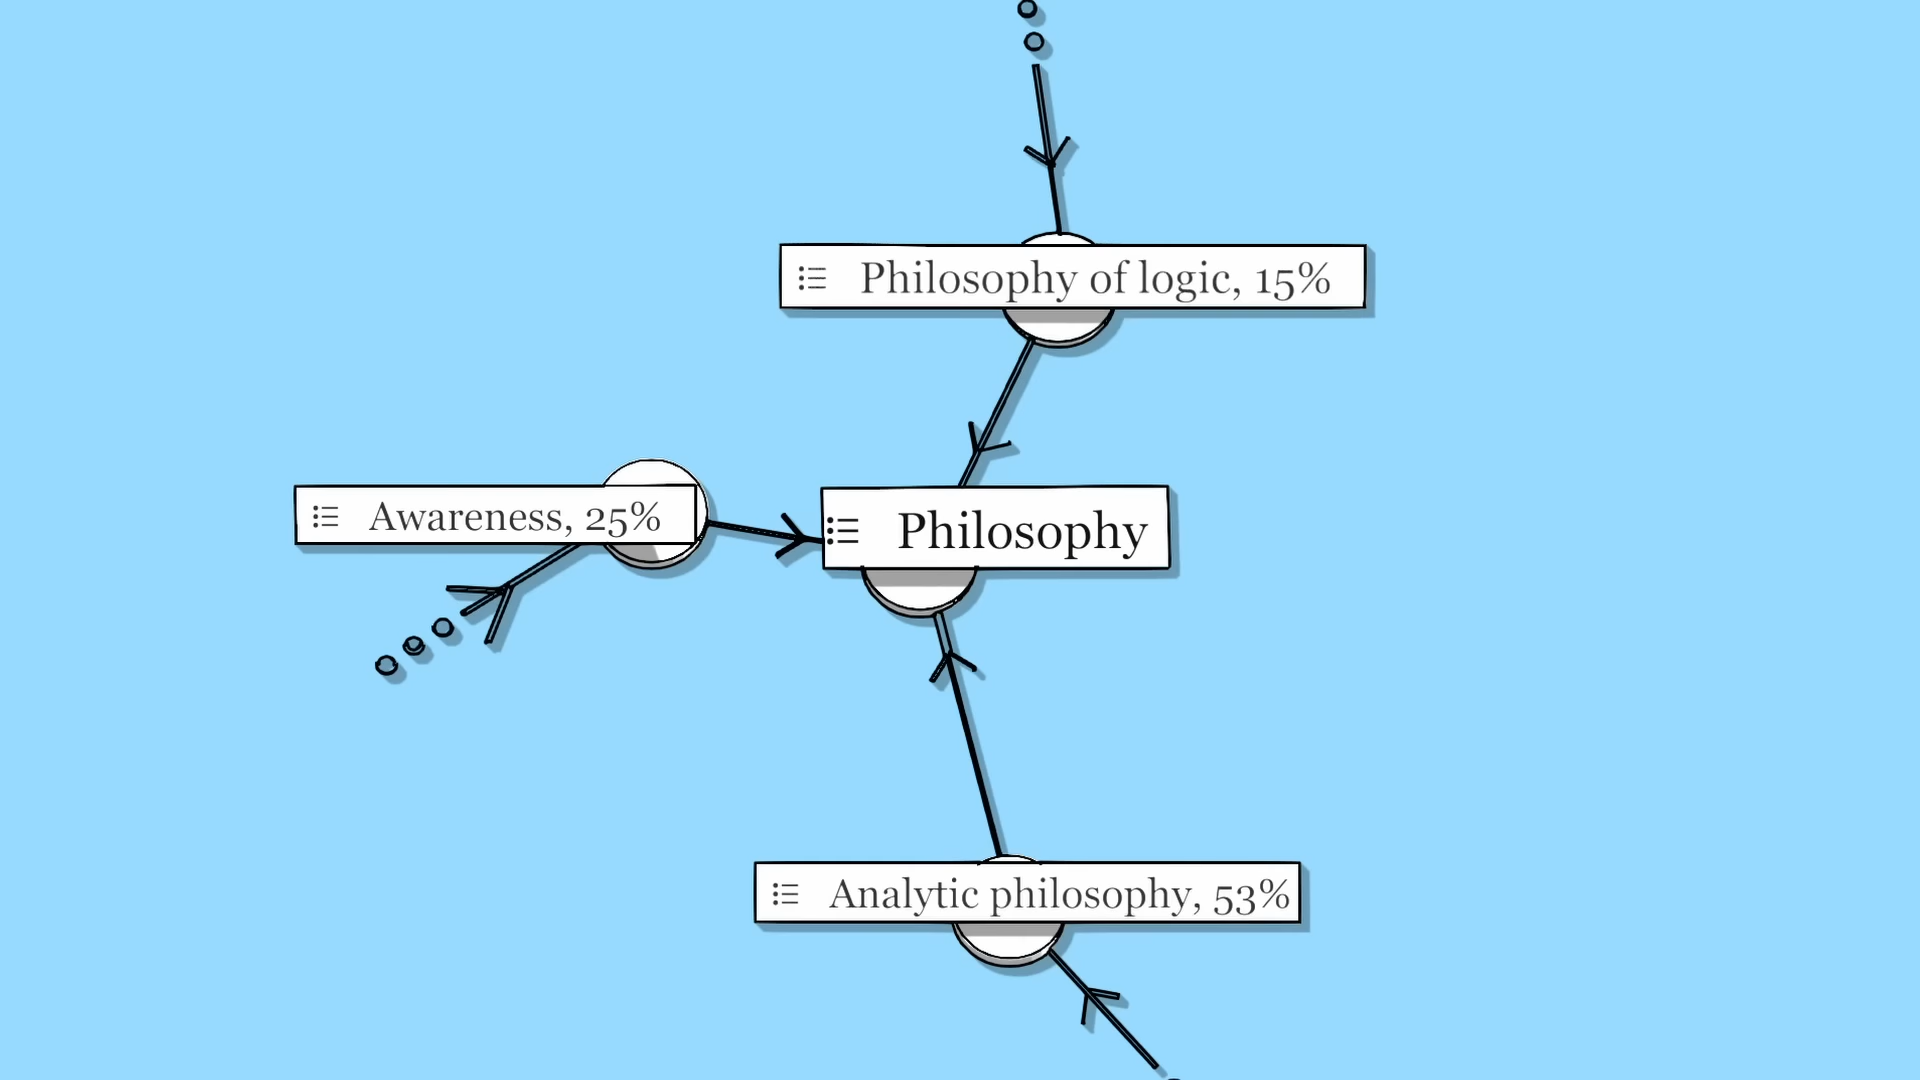 Philosophy of logic, 15%
Awareness, 25%
Philosophy
Analytic philosophy, 53%